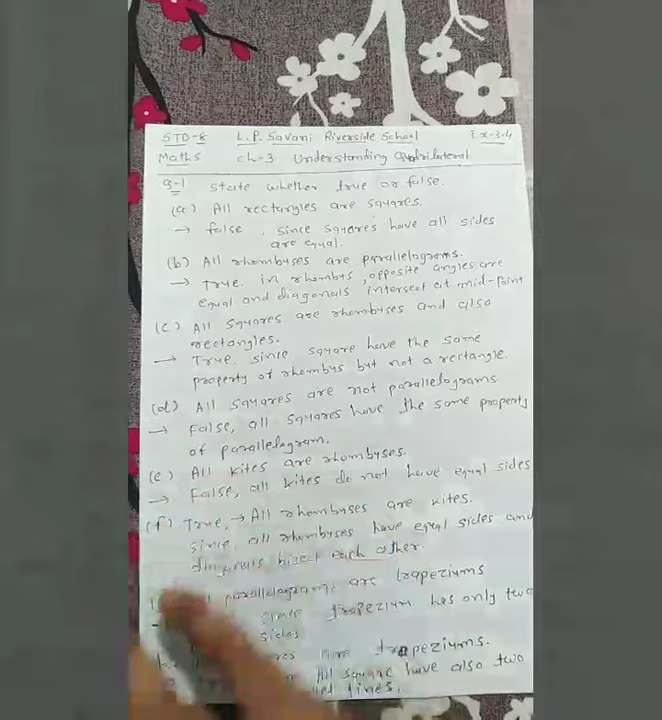 STD-8 L.P. Savani Riverside School Ex-3.4
Maths ch-3 Understanding Quadrilateral
Q-1 State whether true or false.
(a) All rectangles are squares.
→ false, since squares have all sides
are equal.
(b) All rhombuses are parallelograms.
→ True. in rhombus, opposite angles are
equal and diagonals intersect at mid-point
(c) All squares are rhombuses and also
rectangles.
→ True, since square have the same
property of rhombus but not a rectangle.
(d) All squares are not parallelograms
→ False, all squares have the same property
of parallelogram.
(e) All kites are rhombuses.
→ False, all kites do not have equal sides
(f) True, → All rhombuses are kites.
since, all rhombuses have equal sides and
diagonals bisect each other.
parallelograms are trapeziums
since trapezium has only two
sides
are trapeziums.
All square have also two
lines.